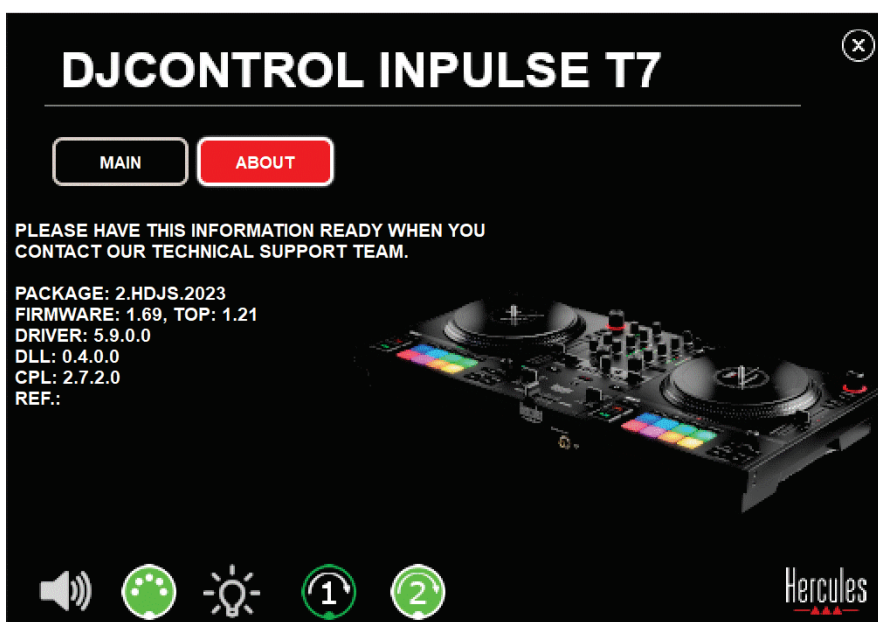 DJCONTROL INPULSE T7
MAIN
ABOUT
PLEASE HAVE THIS INFORMATION READY WHEN YOU
CONTACT OUR TECHNICAL SUPPORT TEAM.
PACKAGE: 2.HDJS.2023
FIRMWARE: 1.69, TOP: 1.21
DRIVER: 5.9.0.0
DLL: 0.4.0.0
CPL: 2.7.2.0
REF.:
1
2
Hercules